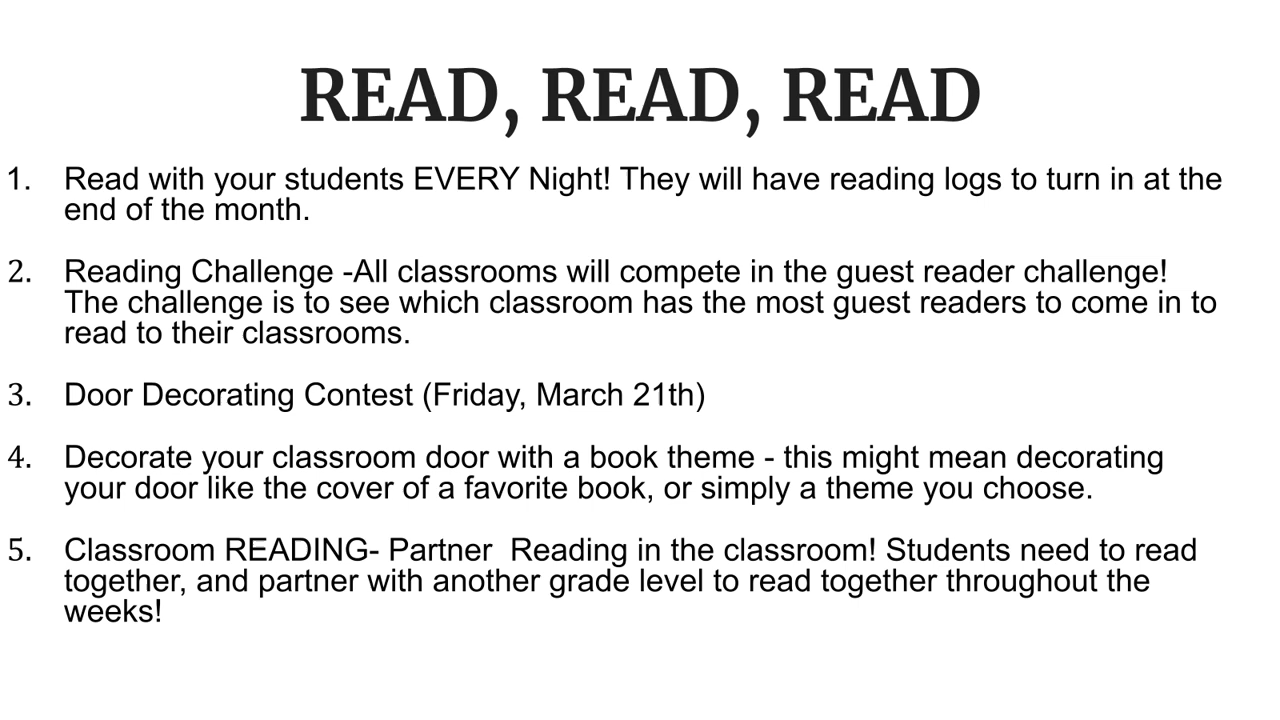 READ, READ, READ
1. Read with your students EVERY Night! They will have reading logs to turn in at the
end of the month.
2. Reading Challenge -All classrooms will compete in the guest reader challenge!
The challenge is to see which classroom has the most guest readers to come in to
read to their classrooms.
3. Door Decorating Contest (Friday, March 21th)
4. Decorate your classroom door with a book theme - this might mean decorating
your door like the cover of a favorite book, or simply a theme you choose.
5. Classroom READING- Partner  Reading in the classroom! Students need to read
together, and partner with another grade level to read together throughout the
weeks!